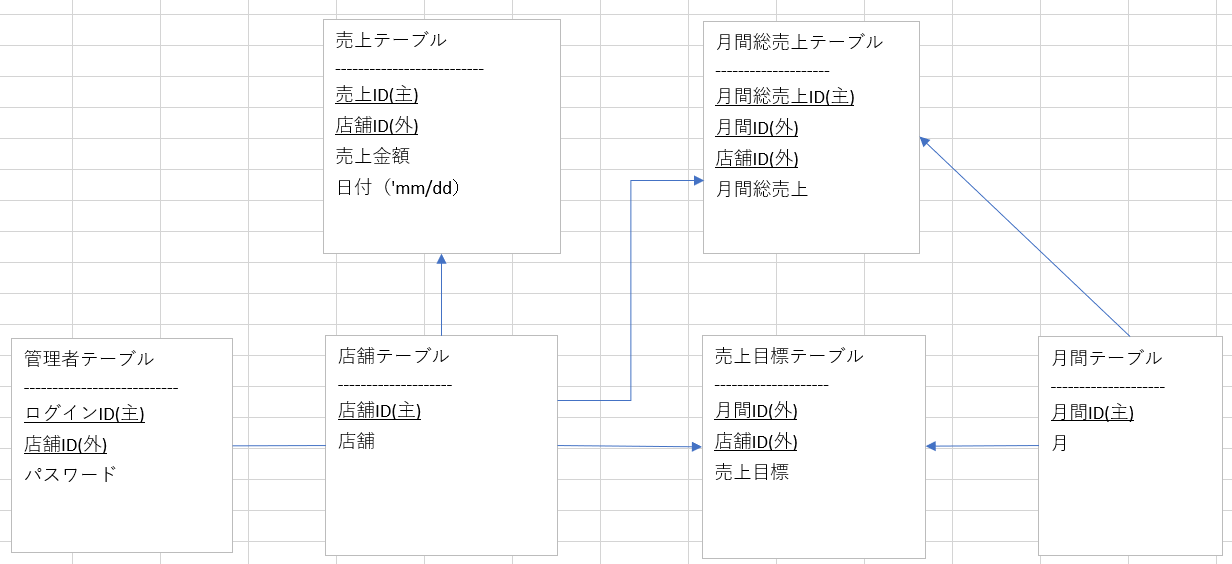 売上テーブル
--------------------------
売上ID(主)
店舗ID(外)
売上金額
日付（'mm/dd）
月間総売上テーブル
--------------------
月間総売上ID(主)
月間ID(外)
店舗ID(外)
月間総売上
管理者テーブル
---------------------------
ログインID(主)
店舗ID(外)
パスワード
店舗テーブル
--------------------
店舗ID(主)
店舗
売上目標テーブル
--------------------
月間ID(外)
店舗ID(外)
売上目標
月間テーブル
--------------------
月間ID(主)
月